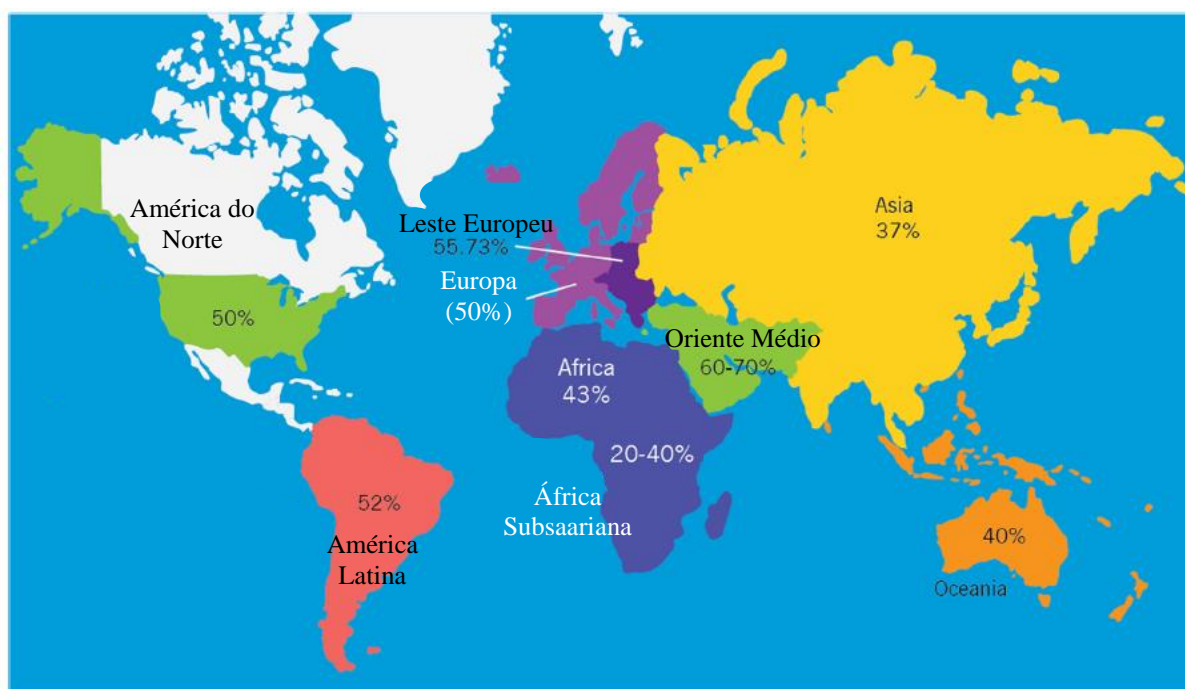 América do
Norte
50%
Leste Europeu
55.73%
Europa
(50%)
Asia
37%
Oriente Médio
60-70%
Africa
43%
20-40%
África
Subsaariana
52%
América
Latina
40%
Oceania